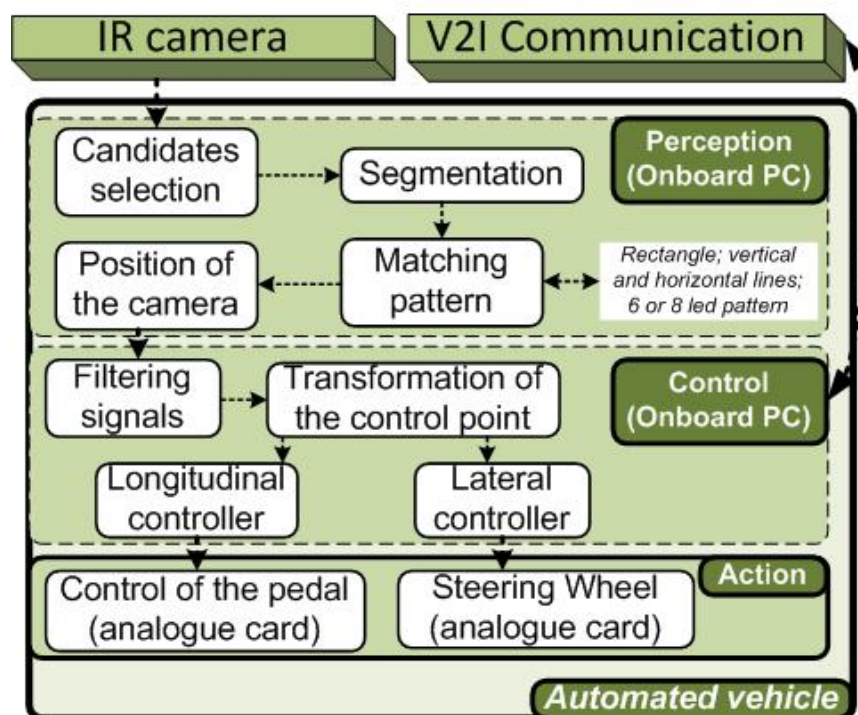 IR camera
V2I Communication
Candidates
selection
Segmentation
Perception
(Onboard PC)
Position of
the camera
Matching
pattern
Rectangle; vertical
and horizontal lines;
6 or 8 led pattern
Filtering
signals
Transformation of
the control point
Control
(Onboard PC)
Longitudinal
controller
Lateral
controller
Action
Control of the pedal
(analogue card)
Steering Wheel
(analogue card)
Automated vehicle